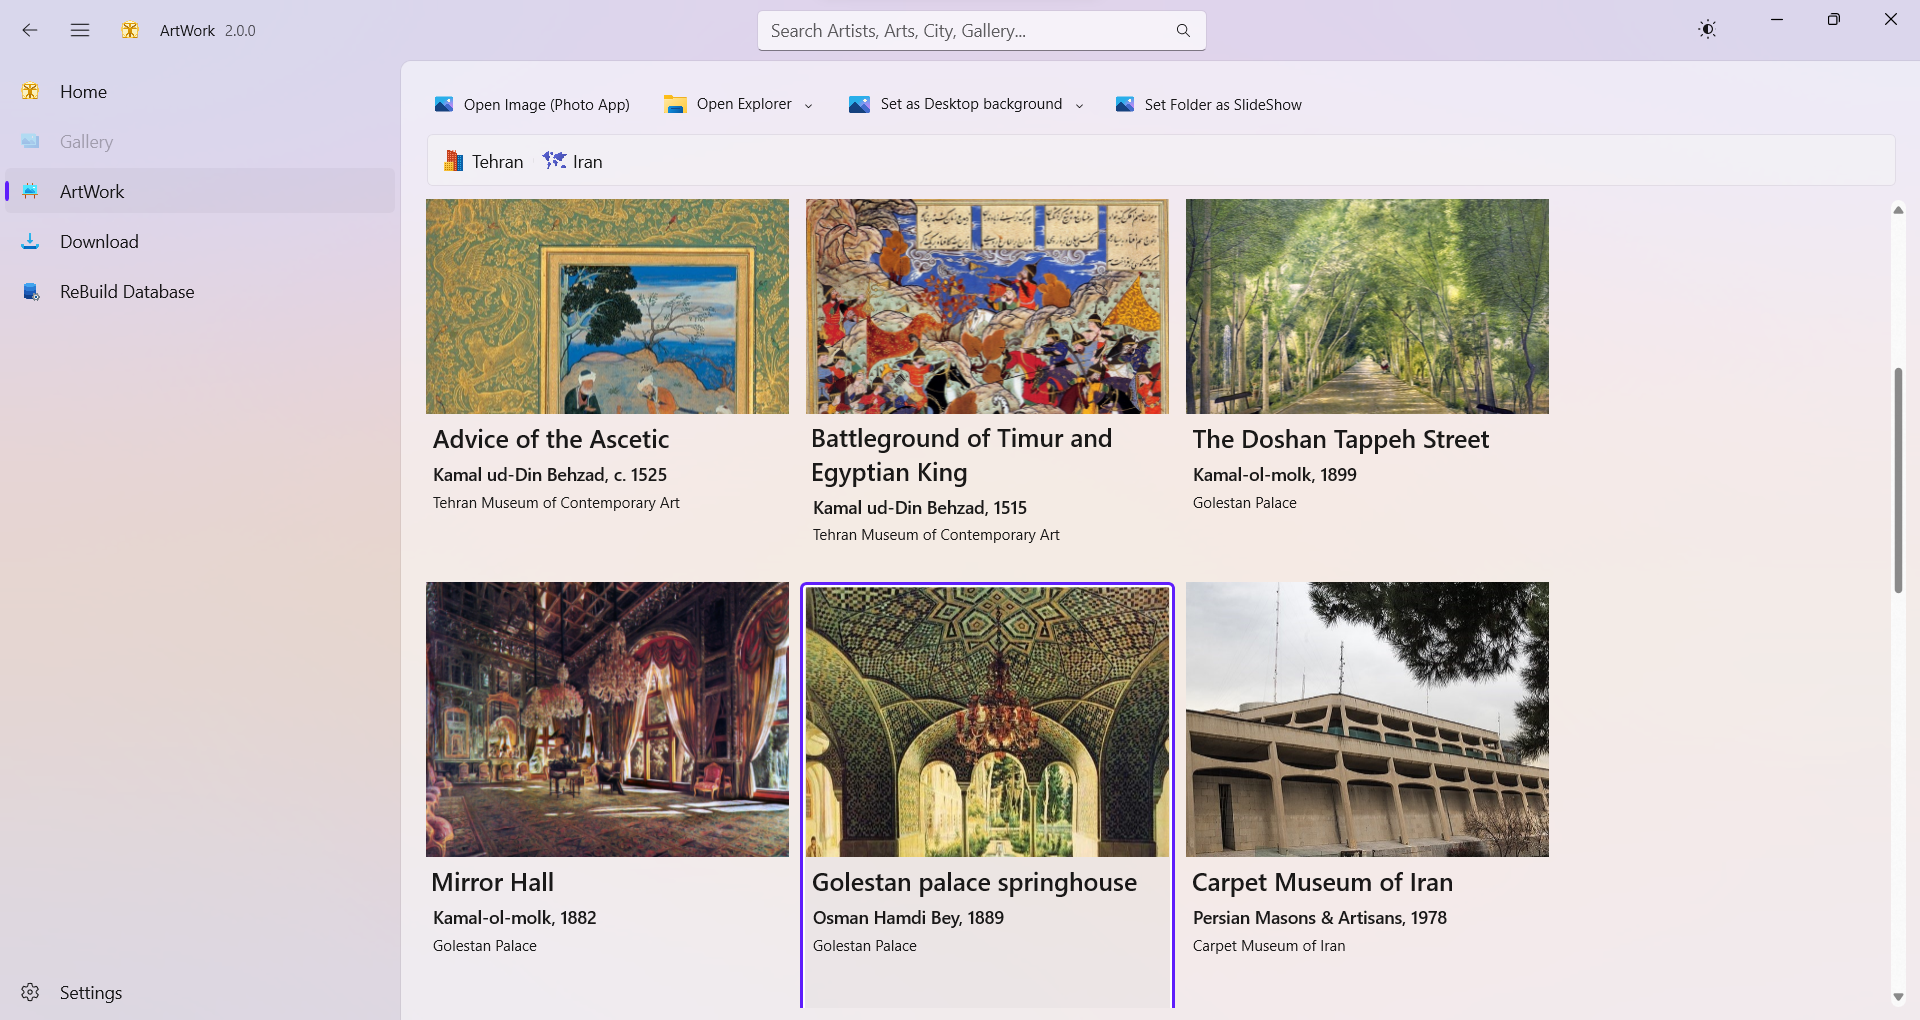 ArtWork 2.0.0
Search Artists, Arts, City, Gallery...
Home
Gallery
ArtWork
Download
ReBuild Database
Settings
Open Image (Photo App)
Open Explorer
Set as Desktop background
Set Folder as SlideShow
Tehran
Iran
Advice of the Ascetic
Kamal ud-Din Behzad, c. 1525
Tehran Museum of Contemporary Art
Battleground of Timur and
Egyptian King
Kamal ud-Din Behzad, 1515
Tehran Museum of Contemporary Art
The Doshan Tappeh Street
Kamal-ol-molk, 1899
Golestan Palace
Mirror Hall
Kamal-ol-molk, 1882
Golestan Palace
Golestan palace springhouse
Osman Hamdi Bey, 1889
Golestan Palace
Carpet Museum of Iran
Persian Masons & Artisans, 1978
Carpet Museum of Iran